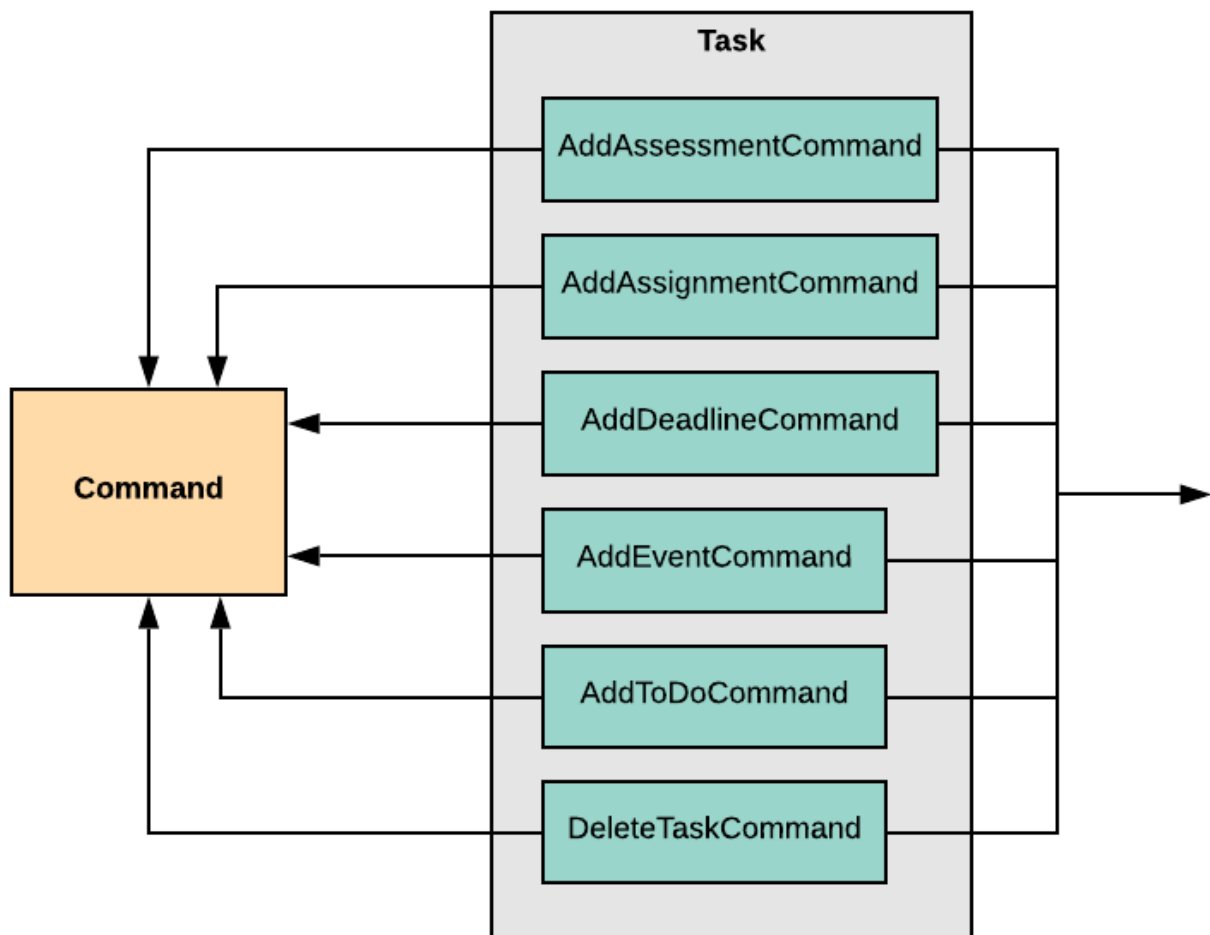 Task
AddAssessmentCommand
AddAssignmentCommand
AddDeadlineCommand
Command
AddEventCommand
AddToDoCommand
DeleteTaskCommand